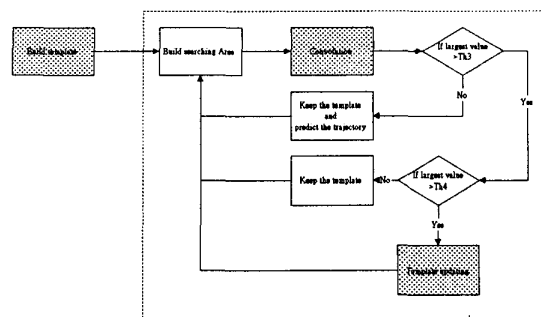 Build template
Build searching Area
Convolution
If largest value
>Th3
No
Yes
Keep the template
and
predict the trajectory
Keep the template
No
If largest value
>Th4
Yes
Template updating